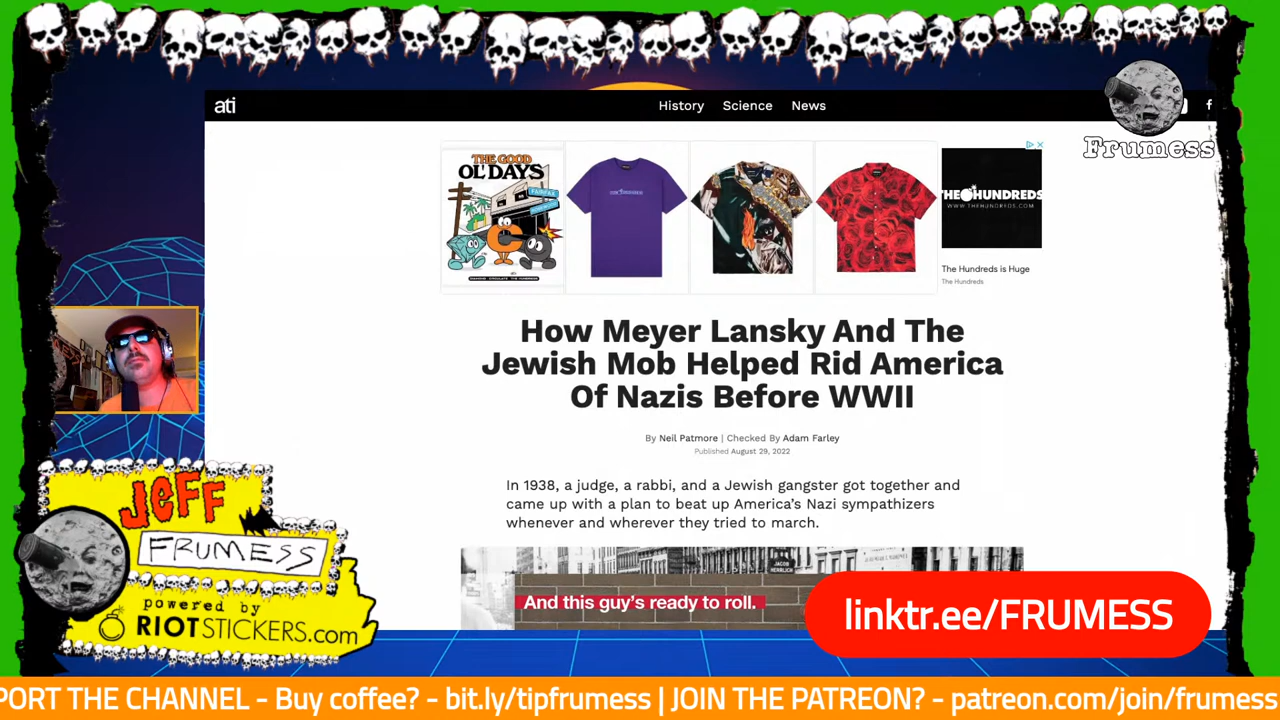 ati
History Science News
f
Frumess
THE GOOD
OL' DAYS
FAIRFAX
THE HUNDREDS
WWW.THEHUNDREDS.COM
The Hundreds is Huge
The Hundreds
How Meyer Lansky And The
Jewish Mob Helped Rid America
Of Nazis Before WWII
By Neil Patmore | Checked By Adam Farley
Published August 29, 2022
In 1938, a judge, a rabbi, and a Jewish gangster got together and
came up with a plan to beat up America's Nazi sympathizers
whenever and wherever they tried to march.
JACOB
And this guy's ready to roll.
JEFF
FRUMESS
powered by
RIOTSTICKERS.com
linktr.ee/FRUMESS
PORT THE CHANNEL - Buy coffee? - bit.ly/tipfrumess | JOIN THE PATREON? - patreon.com/join/frumess